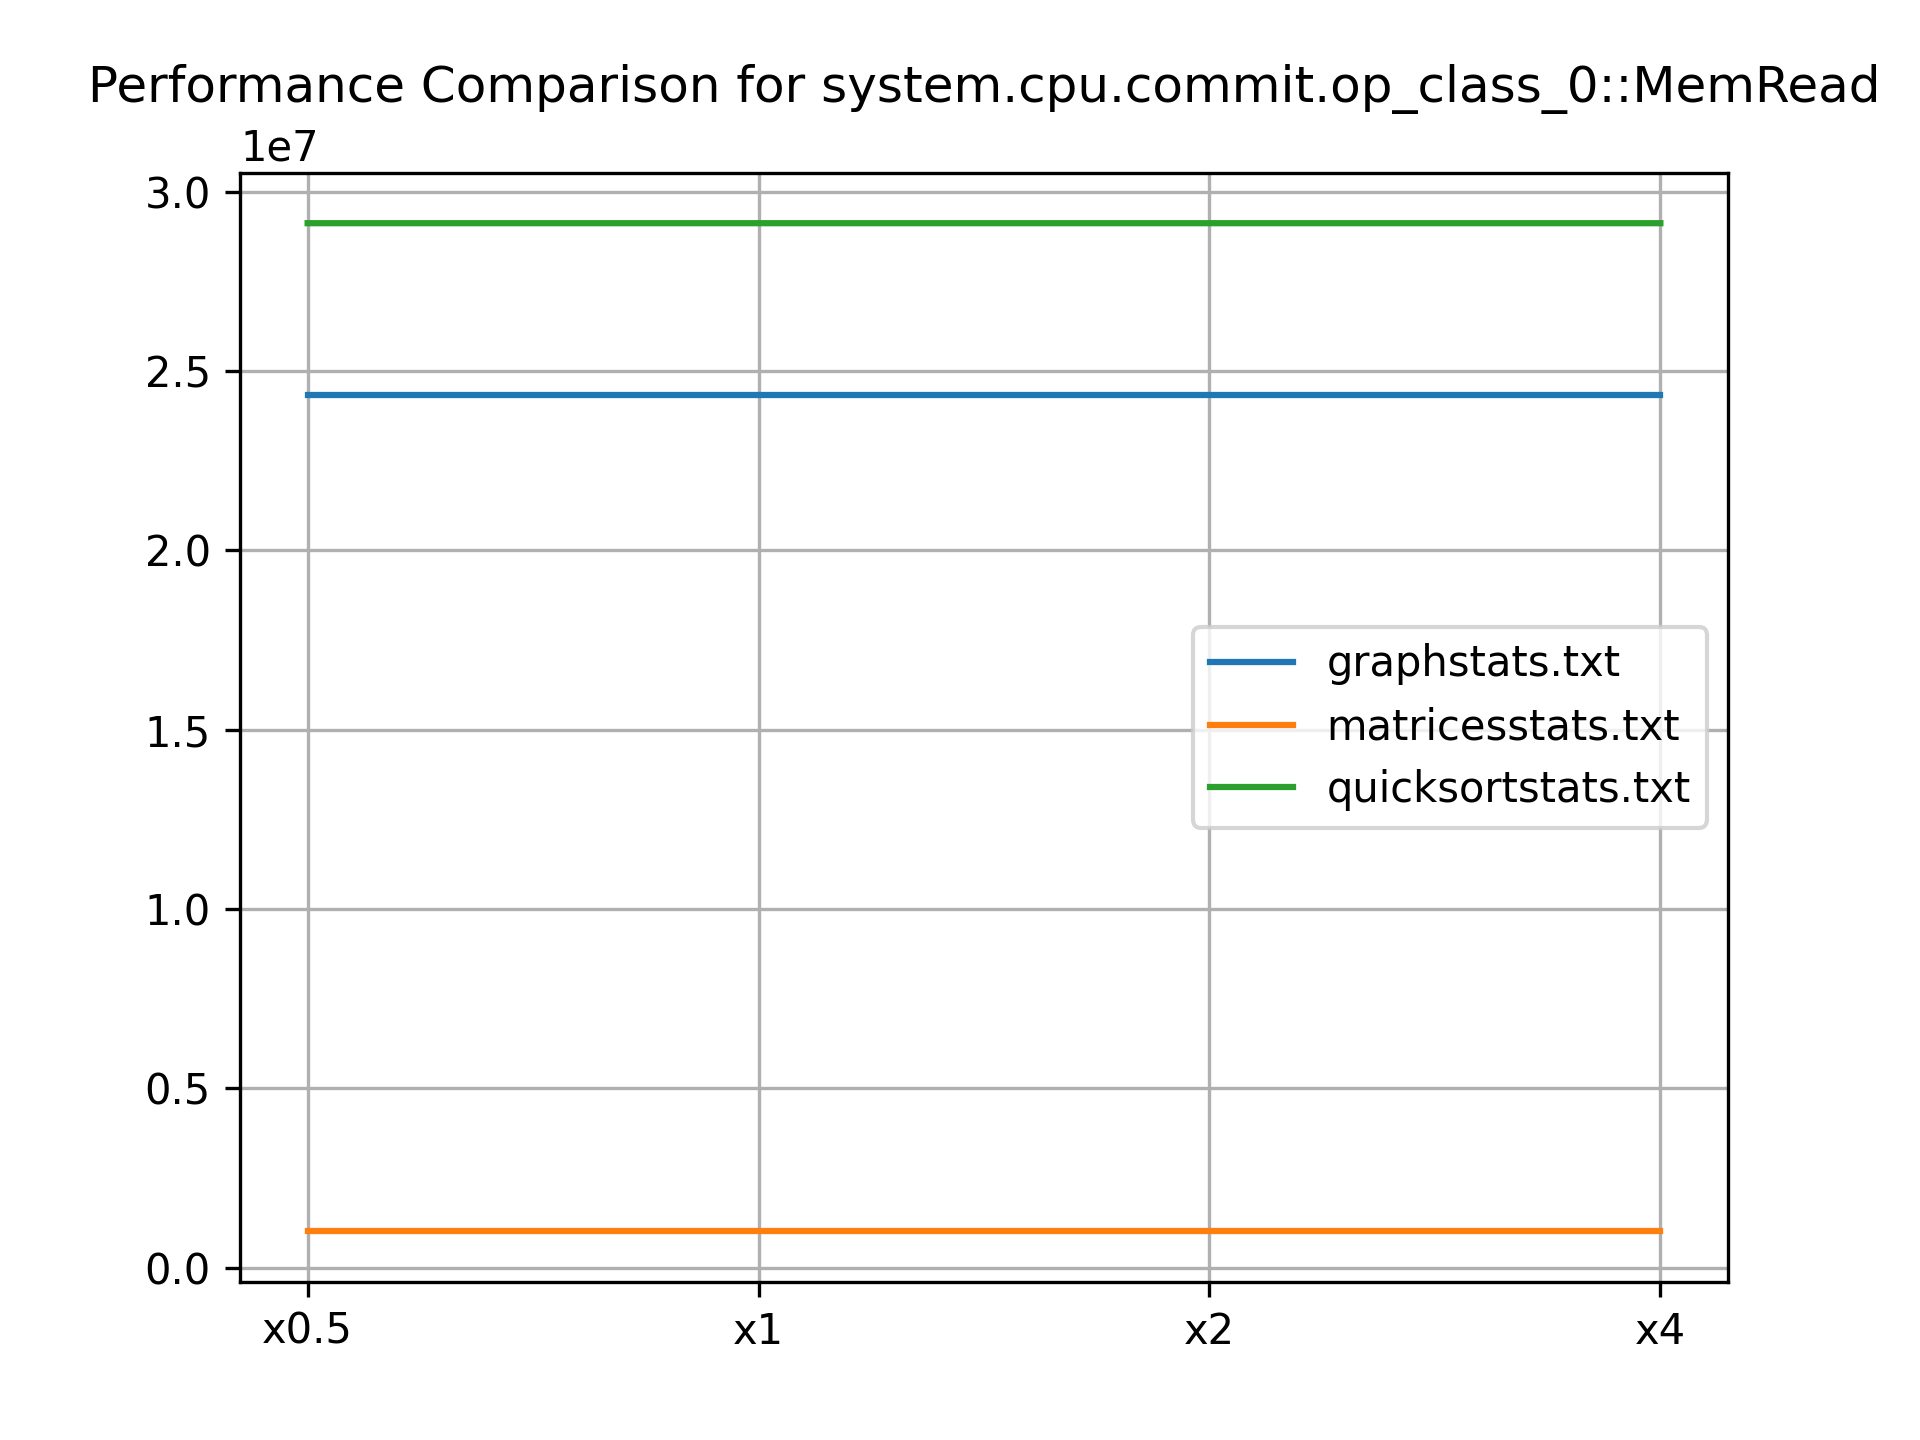 Performance Comparison for system.cpu.commit.op_class_0::MemRead
1e7
3.0
2.5
2.0
1.5
1.0
0.5
0.0
graphstats.txt
matricesstats.txt
quicksortstats.txt
x0.5 x1 x2 x4